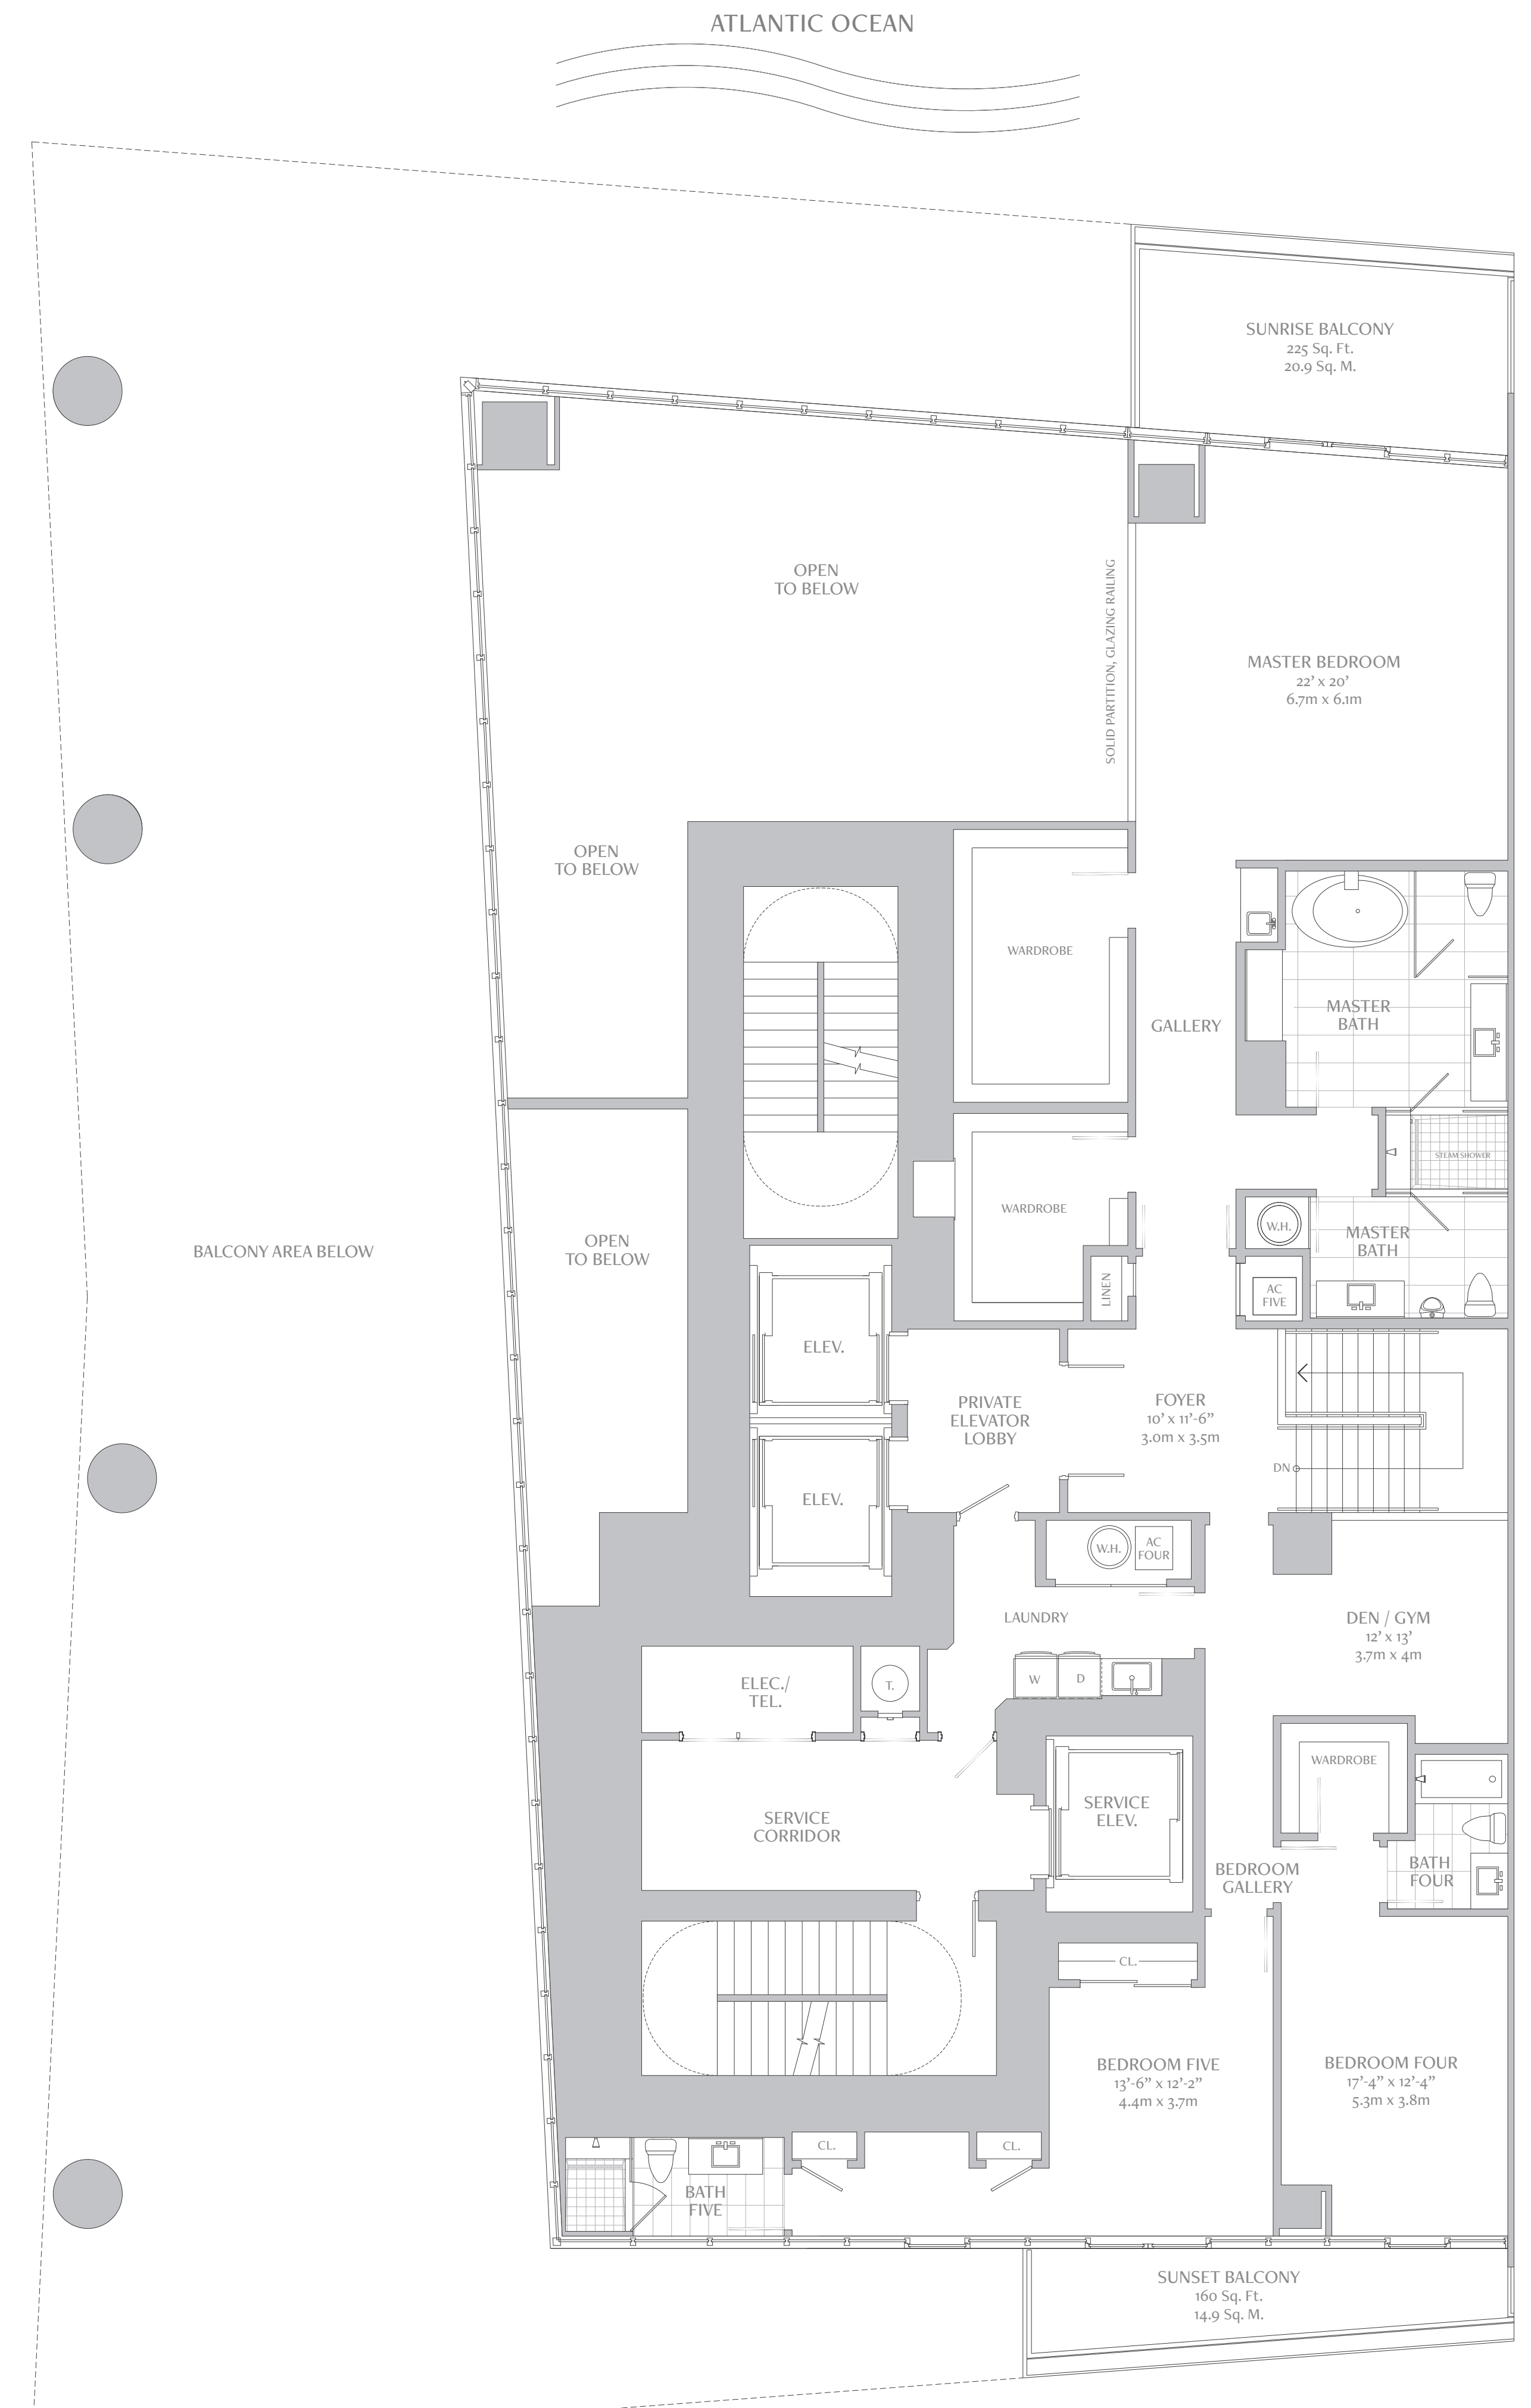 ATLANTIC OCEAN
SUNRISE BALCONY
225 Sq. Ft.
20.9 Sq. M.
OPEN
TO BELOW
SOLID PARTITION, GLAZING RAILING
MASTER BEDROOM
22' x 20'
6.7m x 6.1m
OPEN
TO BELOW
WARDROBE
GALLERY
MASTER
BATH
STEAM SHOWER
WARDROBE
W.H.
MASTER
BATH
BALCONY AREA BELOW
OPEN
TO BELOW
LINEN
AC
FIVE
ELEV.
PRIVATE
ELEVATOR
LOBBY
FOYER
10' x 11'-6"
3.0m x 3.5m
DN
ELEV.
W.H.
AC
FOUR
LAUNDRY
DEN / GYM
12' x 13'
3.7m x 4m
ELEC./
TEL.
T.
W
D
WARDROBE
SERVICE
CORRIDOR
SERVICE
ELEV.
BEDROOM
GALLERY
BATH
FOUR
CL.
BEDROOM FIVE
13'-6" x 12'-2"
4.4m x 3.7m
BEDROOM FOUR
17'-4" x 12'-4"
5.3m x 3.8m
CL.
CL.
BATH
FIVE
SUNSET BALCONY
160 Sq. Ft.
14.9 Sq. M.